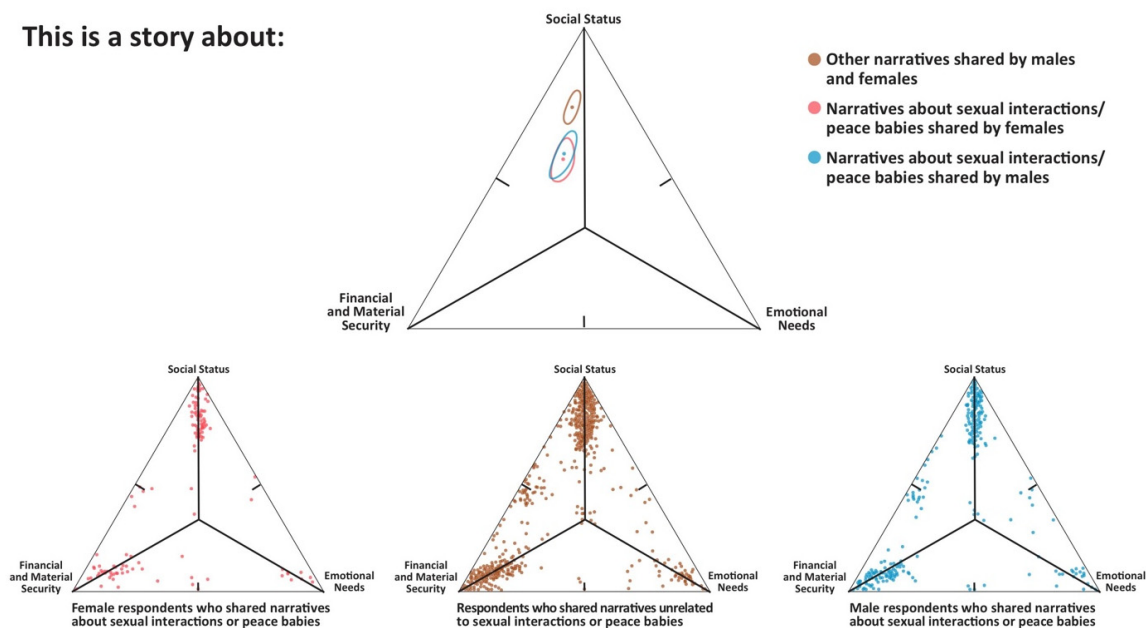 This is a story about:
Social Status
Other narratives shared by males
and females
Narratives about sexual interactions/
peace babies shared by females
Narratives about sexual interactions/
peace babies shared by males
Financial
and Material
Security
Emotional
Needs
Social Status
Financial
and Material
Security
Emotional
Needs
Female respondents who shared narratives
about sexual interactions or peace babies
Social Status
Financial
and Material
Security
Emotional
Needs
Respondents who shared narratives unrelated
to sexual interactions or peace babies
Social Status
Financial
and Material
Security
Emotional
Needs
Male respondents who shared narratives
about sexual interactions or peace babies